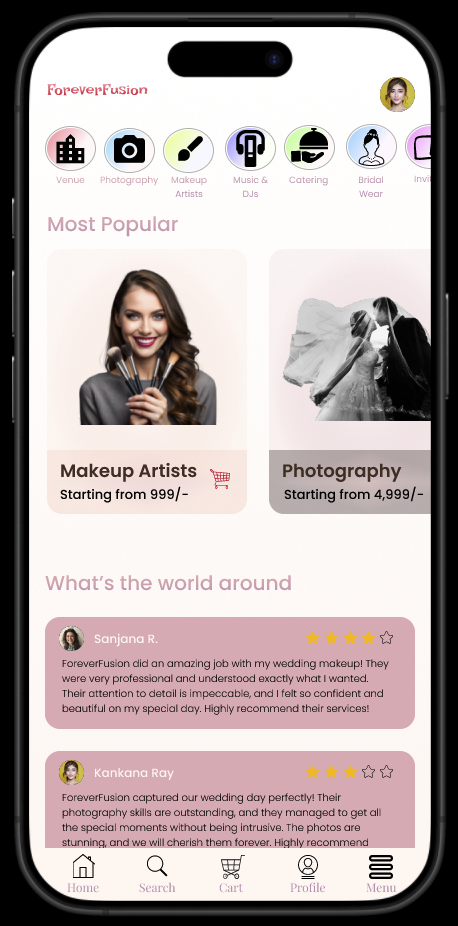 ForeverFusion
Venue
Photography
Makeup
Artists
Music &
DJs
Catering
Bridal
Wear
Invi
Most Popular
Makeup Artists
Starting from 999/-
Photography
Starting from 4,999/-
What's the world around
Sanjana R.
ForeverFusion did an amazing job with my wedding makeup! They
were very professional and understood exactly what I wanted.
Their attention to detail is impeccable, and I felt so confident and
beautiful on my special day. Highly recommend their services!
Kankana Ray
ForeverFusion captured our wedding day perfectly! Their
photography skills are outstanding, and they managed to get all
the special moments without being intrusive. The photos are
stunning, and we will cherish them forever. Highly recommend
Home
Search
Cart
Profile
Menu